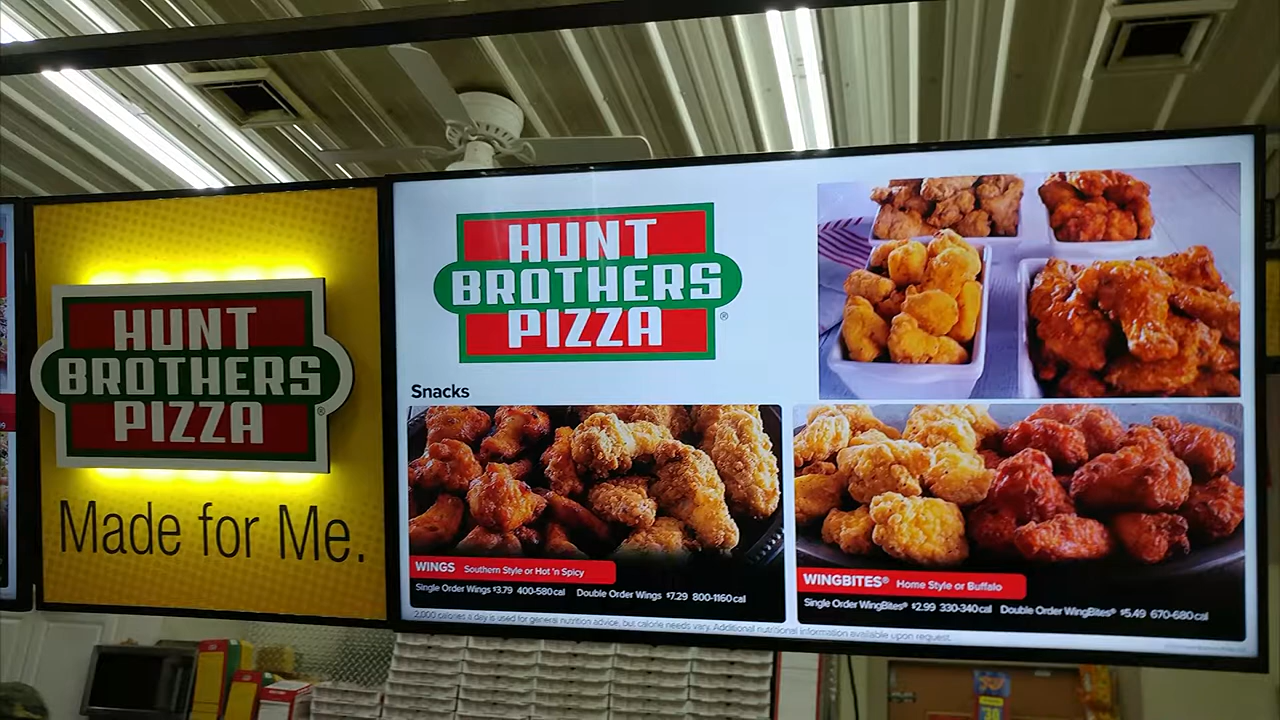 HUNT
BROTHERS
PIZZA
®
Made for Me.
HUNT
BROTHERS
PIZZA
®
Snacks
WINGS Southern Style or Hot 'n Spicy
Single Order Wings $3.79 400-580 cal Double Order Wings $7.29 800-1160 cal
WINGBITES® Home Style or Buffalo
Single Order WingBites® $2.99 330-340 cal Double Order WingBites® $5.49 670-680 cal
2,000 calories a day is used for general nutrition advice, but calorie needs vary. Additional nutritional information available upon request.